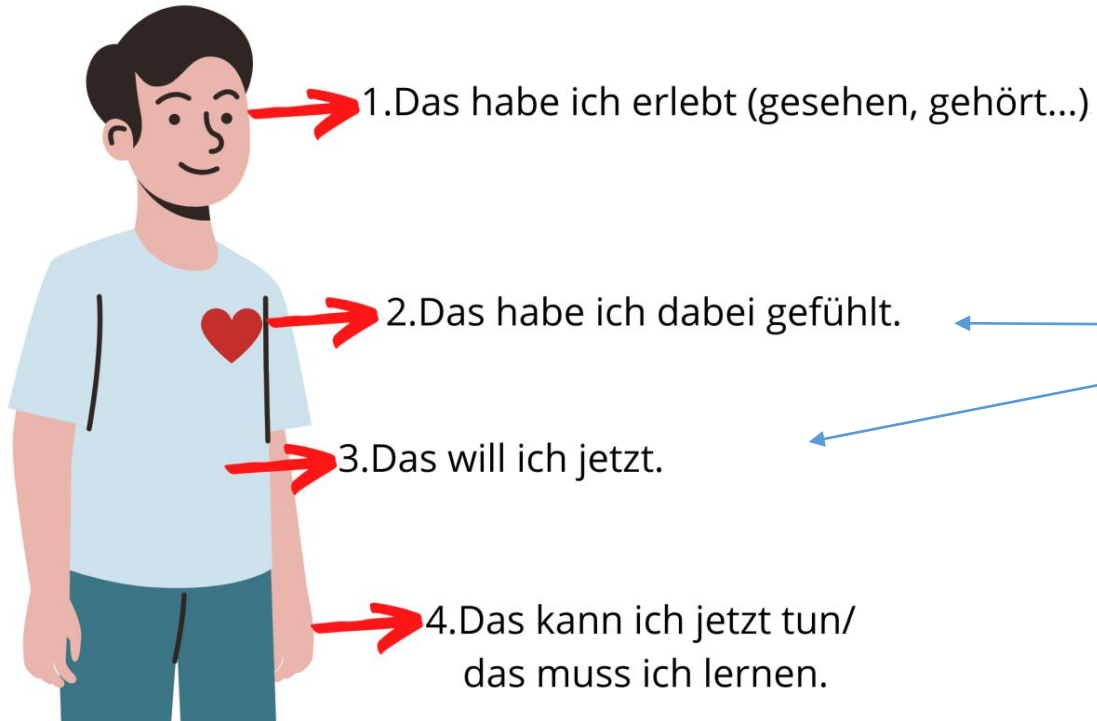 1.Das habe ich erlebt (gesehen, gehört...)
2.Das habe ich dabei gefühlt.
3.Das will ich jetzt.
4.Das kann ich jetzt tun/
das muss ich lernen.